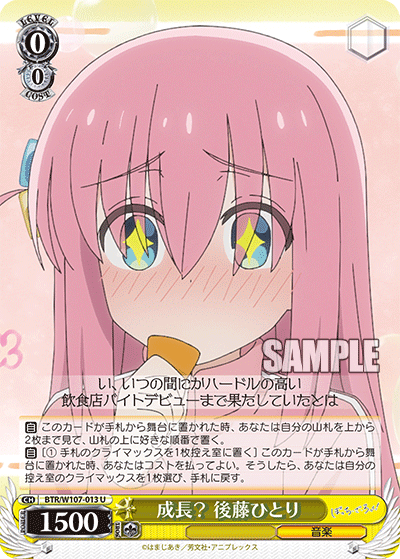 LEVEL
0
0
COST
3
SAMPLE
い、いつの間にかハードルの高い
飲食店バイトデビューまで果たしていたとは
自 このカードが手札から舞台に置かれた時、あなたは自分の山札を上から
2枚まで見て、山札の上に好きな順番で置く。
自 [① 手札のクライマックスを1枚控え室に置く] このカードが手札から舞台に
置かれた時、あなたはコストを払ってよい。そうしたら、あなたは自分の控え室の
クライマックスを1枚選び、手札に戻す。
CH BTR/W107-013 U
POWER 1500
成長? 後藤ひとり
ぼっち・ざ・ろっく!
音楽
©はまじあき/芳文社・アニプレックス